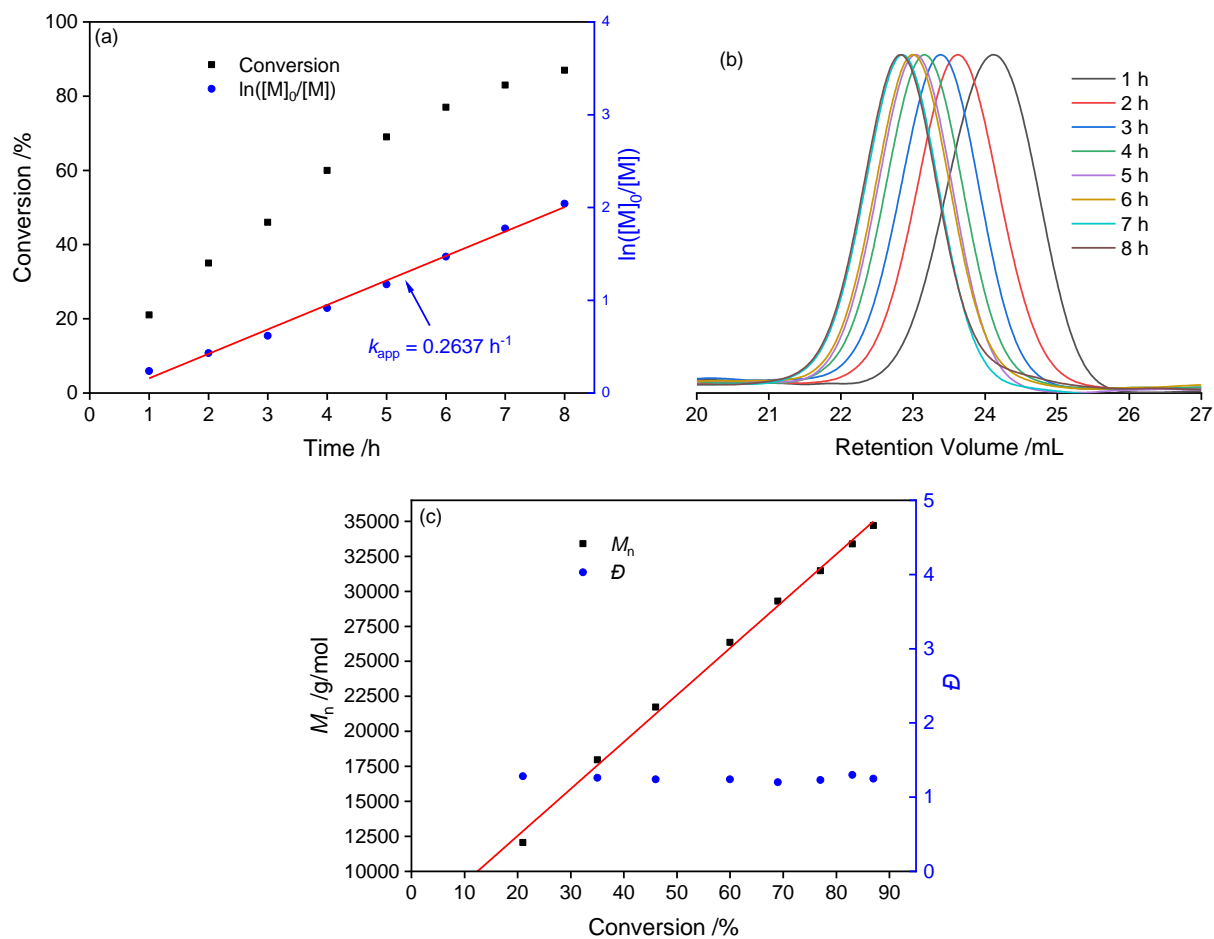 (a)
Conversion
ln([M]₀/[M])
k_app = 0.2637 h⁻¹
100
80
60
40
20
0
Conversion /%
0 1 2 3 4 5 6 7 8
Time /h
4
3
2
1
0
ln([M]₀/[M])
(b)
1 h
2 h
3 h
4 h
5 h
6 h
7 h
8 h
20 21 22 23 24 25 26 27
Retention Volume /mL
(c)
Mₙ
Đ
35000
32500
30000
27500
25000
22500
20000
17500
15000
12500
10000
Mₙ /g/mol
0 10 20 30 40 50 60 70 80 90
Conversion /%
5
4
3
2
1
0
Đ